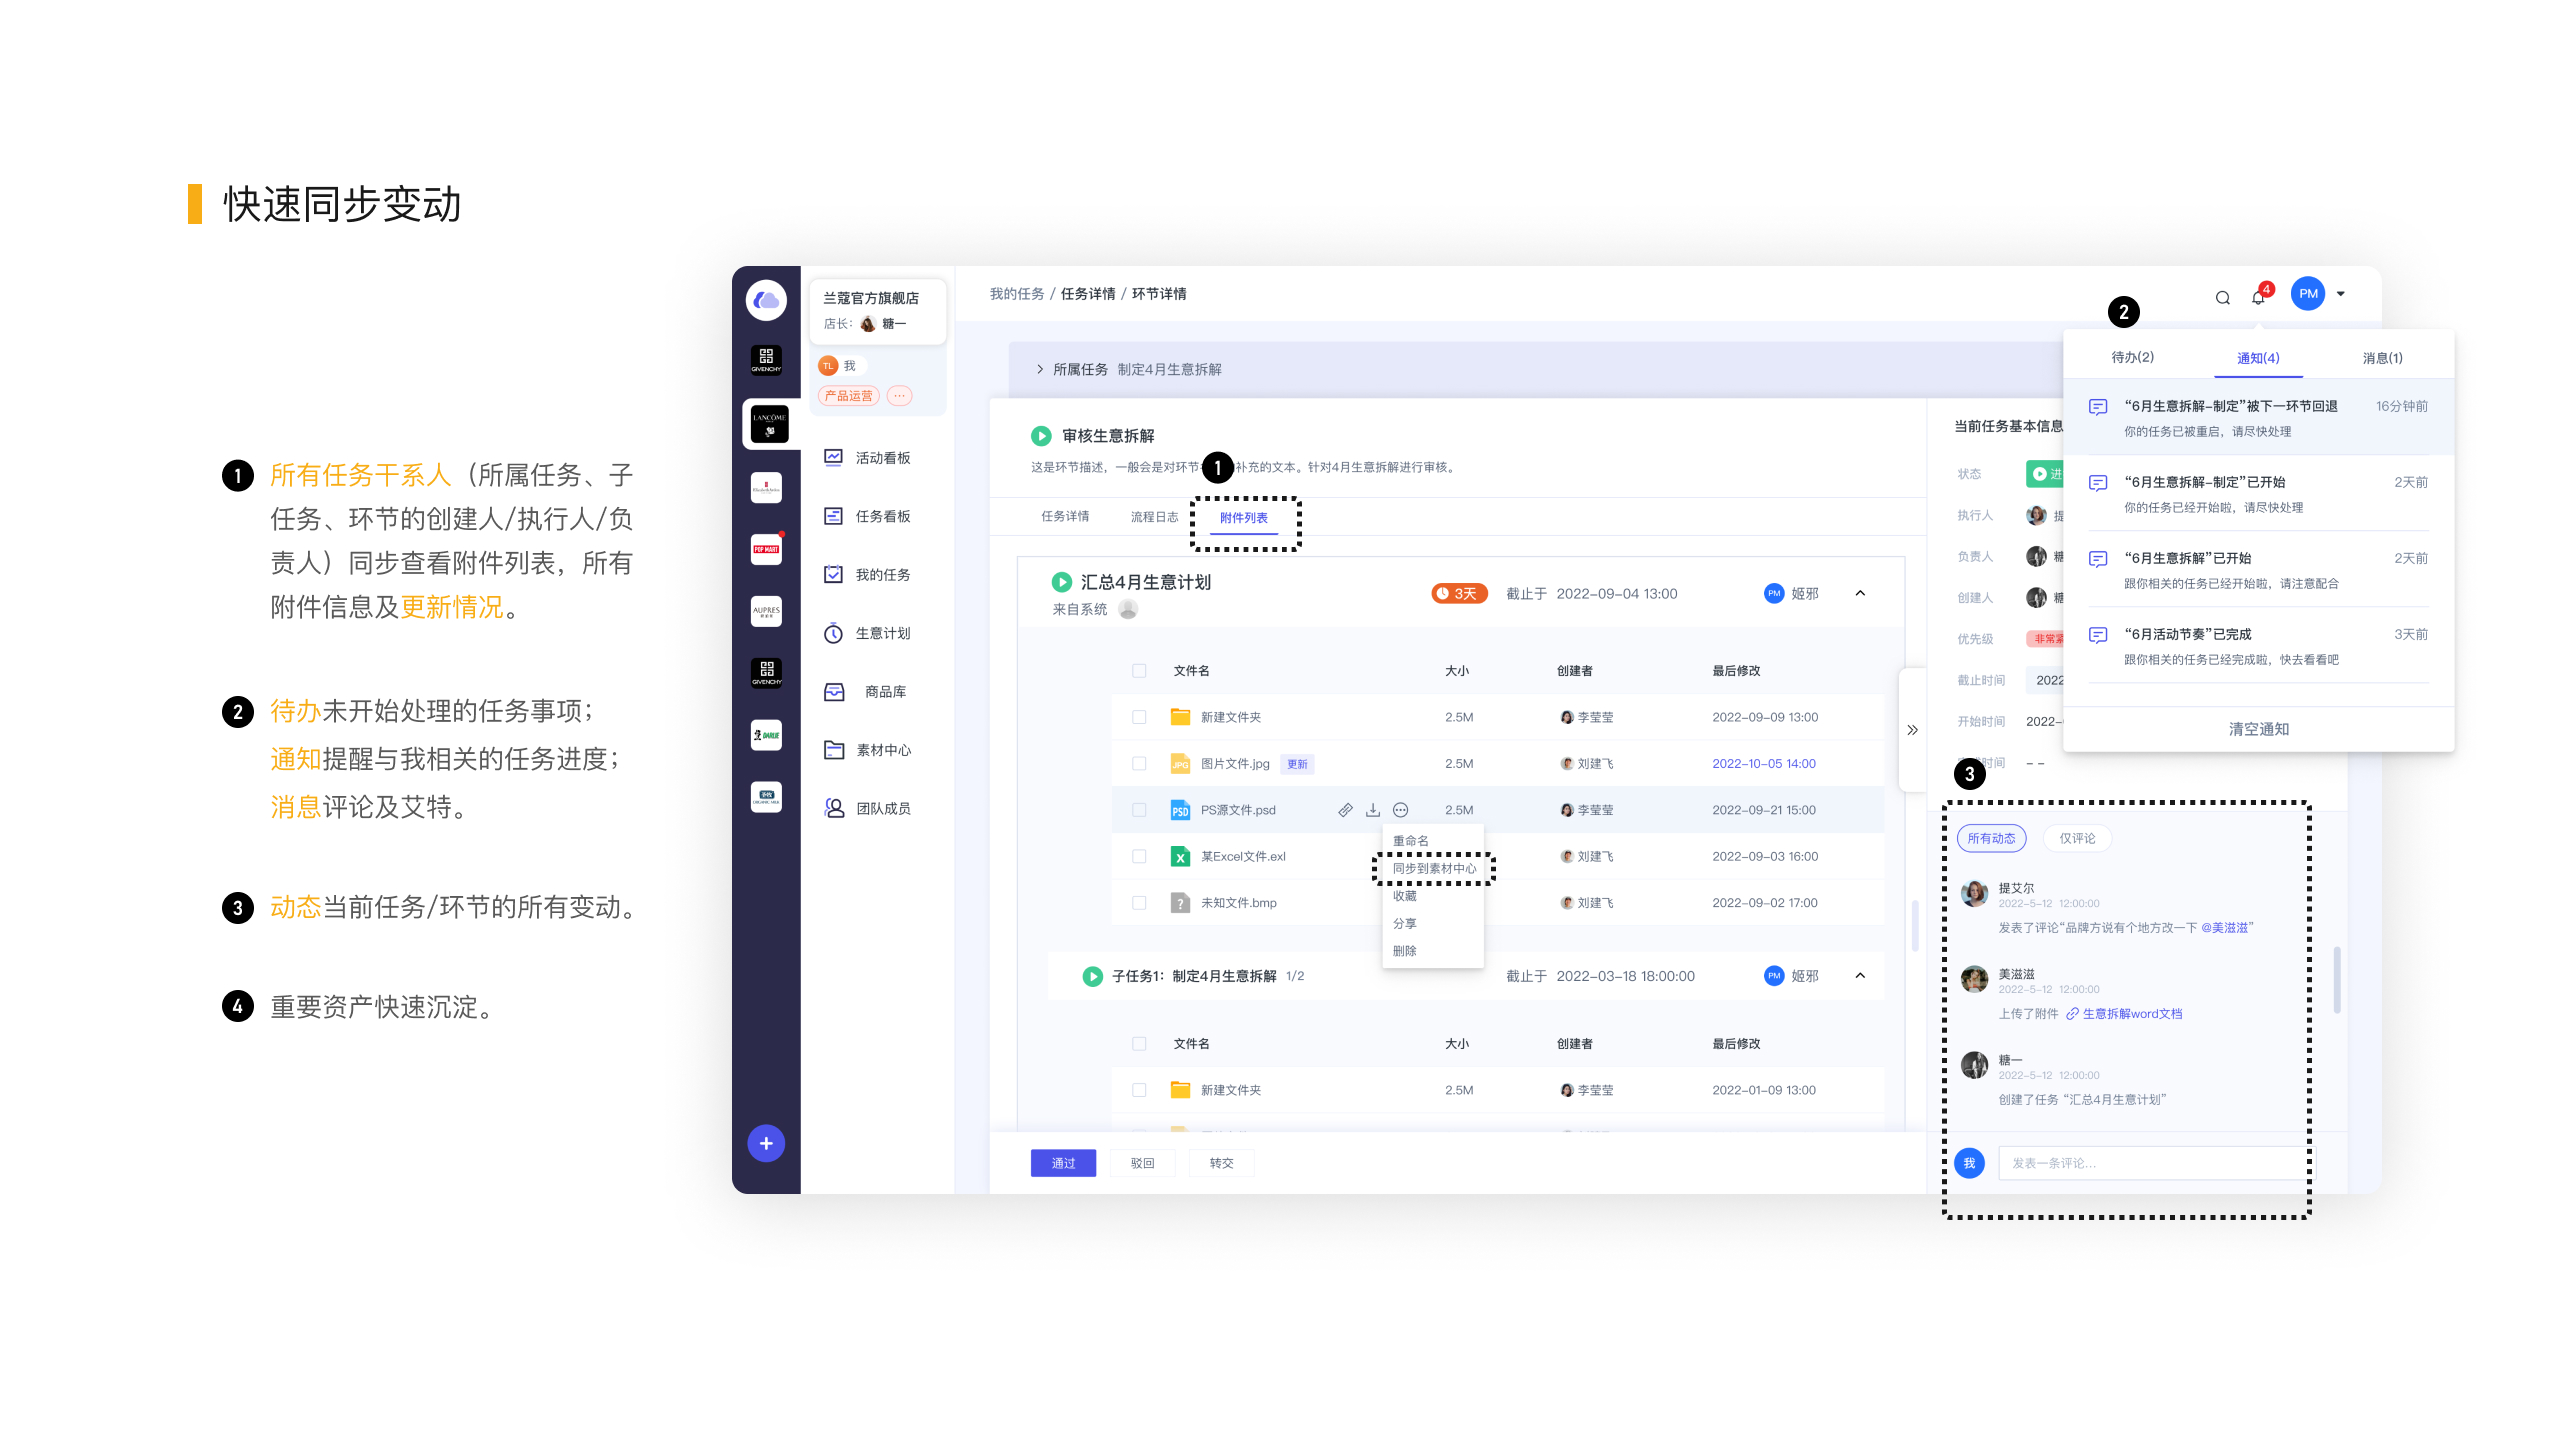 快速同步变动
1 所有任务干系人（所属任务、子
任务、环节的创建人/执行人/负
责人）同步查看附件列表，所有
附件信息及更新情况。
2 待办未开始处理的任务事项；
通知提醒与我相关的任务进度；
消息评论及艾特。
3 动态当前任务/环节的所有变动。
4 重要资产快速沉淀。
GIVENCHY
LANCÔME
POP MART
AUPRES
GIVENCHY
DARLIE
兰蔻官方旗舰店
店长： 糖一
TL 我
产品运营 ···
活动看板
任务看板
我的任务
生意计划
商品库
素材中心
团队成员
我的任务 / 任务详情 / 环节详情
4
PM
所属任务 制定4月生意拆解
审核生意拆解
这是环节描述，一般会是对环节 1 补充的文本。针对4月生意拆解进行审核。
任务详情 流程日志 附件列表
汇总4月生意计划
来自系统
3天 截止于 2022-09-04 13:00 PM 姬邪
文件名 大小 创建者 最后修改
新建文件夹 2.5M 李莹莹 2022-09-09 13:00
JPG 图片文件.jpg 更新 2.5M 刘建飞 2022-10-05 14:00
PSD PS源文件.psd 2.5M 李莹莹 2022-09-21 15:00
X 某Excel文件.exl 刘建飞 2022-09-03 16:00
? 未知文件.bmp 刘建飞 2022-09-02 17:00
重命名
同步到素材中心
收藏
分享
删除
子任务1：制定4月生意拆解 1/2 截止于 2022-03-18 18:00:00 PM 姬邪
文件名 大小 创建者 最后修改
新建文件夹 2.5M 李莹莹 2022-01-09 13:00
通过 驳回 转交
当前任务基本信息
状态 进
执行人 提
负责人 糖
创建人 糖
优先级 非常紧
截止时间 2022
开始时间 2022-
时间 – –
2
待办(2) 通知(4) 消息(1)
“6月生意拆解-制定”被下一环节回退 16分钟前
你的任务已被重启，请尽快处理
“6月生意拆解-制定”已开始 2天前
你的任务已经开始啦，请尽快处理
“6月生意拆解”已开始 2天前
跟你相关的任务已经开始啦，请注意配合
“6月活动节奏”已完成 3天前
跟你相关的任务已经完成啦，快去看看吧
清空通知
3
所有动态 仅评论
提艾尔
2022-5-12 12:00:00
发表了评论“品牌方说有个地方改一下 @美滋滋”
美滋滋
2022-5-12 12:00:00
上传了附件 生意拆解word文档
糖一
2022-5-12 12:00:00
创建了任务 “汇总4月生意计划”
我 发表一条评论...